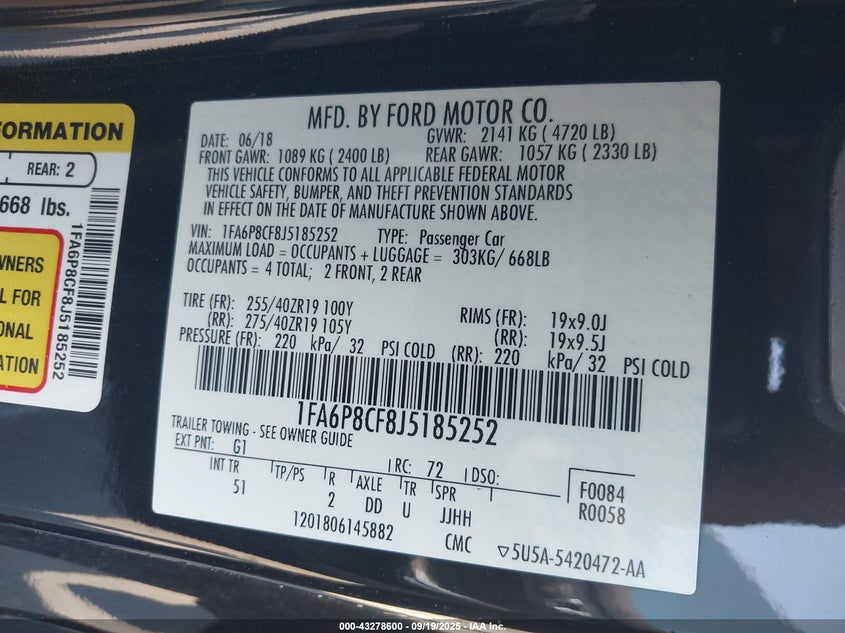 FORMATION
REAR: 2
668 lbs.
1FA6P8CF8J5185252
WNERS
L FOR
ONAL
ATION
MFD. BY FORD MOTOR CO.
DATE: 06/18 GVWR: 2141 KG ( 4720 LB)
FRONT GAWR: 1089 KG ( 2400 LB) REAR GAWR: 1057 KG ( 2330 LB)
THIS VEHICLE CONFORMS TO ALL APPLICABLE FEDERAL MOTOR
VEHICLE SAFETY, BUMPER, AND THEFT PREVENTION STANDARDS
IN EFFECT ON THE DATE OF MANUFACTURE SHOWN ABOVE.
VIN: 1FA6P8CF8J5185252 TYPE: Passenger Car
MAXIMUM LOAD = OCCUPANTS + LUGGAGE = 303KG/ 668LB
OCCUPANTS = 4 TOTAL; 2 FRONT, 2 REAR
TIRE (FR): 255/40ZR19 100Y RIMS (FR): 19x9.0J
(RR): 275/40ZR19 105Y (RR): 19x9.5J
PRESSURE (FR): 220 kPa/ 32 PSI COLD (RR): 220 kPa/ 32 PSI COLD
1FA6P8CF8J5185252
TRAILER TOWING - SEE OWNER GUIDE
EXT PNT: G1 RC: 72 DSO:
INT TR TP/PS R AXLE TR SPR F0084
51 2 DD U JJHH R0058
1201806145882 CMC ▽5U5A-5420472-AA
000-43278600 - 09/19/2025 - IAA Inc.